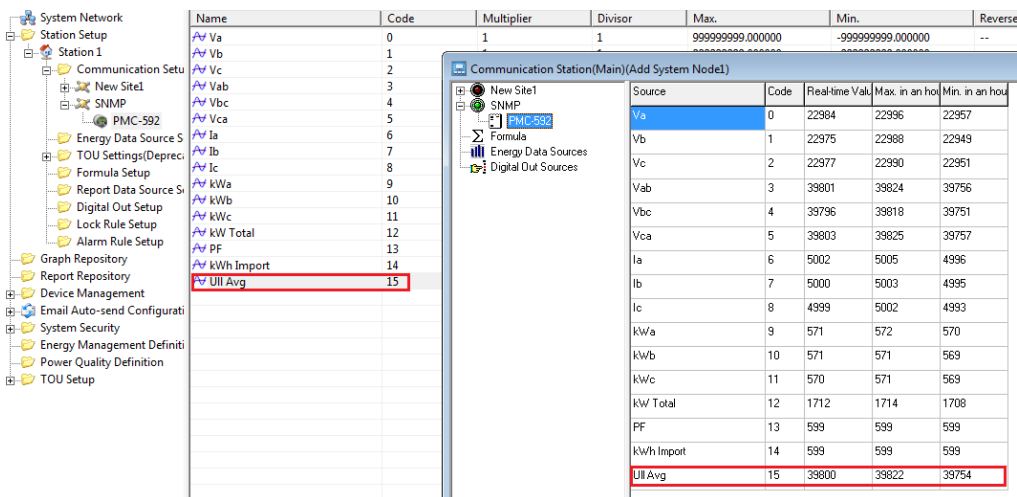 System Network
Station Setup
Station 1
Communication Setu
New Site1
SNMP
PMC-592
Energy Data Source S
TOU Settings(Depreca
Formula Setup
Report Data Source Se
Digital Out Setup
Lock Rule Setup
Alarm Rule Setup
Graph Repository
Report Repository
Device Management
Email Auto-send Configurati
System Security
Energy Management Definiti
Power Quality Definition
TOU Setup
Name Code Multiplier Divisor Max. Min. Reverse
Va 0 1 1 999999999.000000 -999999999.000000 --
Vb 1
Vc 2
Vab 3
Vbc 4
Vca 5
Ia 6
Ib 7
Ic 8
kWa 9
kWb 10
kWc 11
kW Total 12
PF 13
kWh Import 14
Ull Avg 15
Communication Station(Main)(Add System Node1)
New Site1
SNMP
PMC-592
Formula
Energy Data Sources
Digital Out Sources
Source Code Real-time Valu Max. in an hou Min. in an hou
Va 0 22984 22996 22957
Vb 1 22975 22988 22949
Vc 2 22977 22990 22951
Vab 3 39801 39824 39756
Vbc 4 39796 39818 39751
Vca 5 39803 39825 39757
Ia 6 5002 5005 4996
Ib 7 5000 5003 4995
Ic 8 4999 5002 4993
kWa 9 571 572 570
kWb 10 571 571 569
kWc 11 570 571 569
kW Total 12 1712 1714 1708
PF 13 599 599 599
kWh Import 14 599 599 599
Ull Avg 15 39800 39822 39754